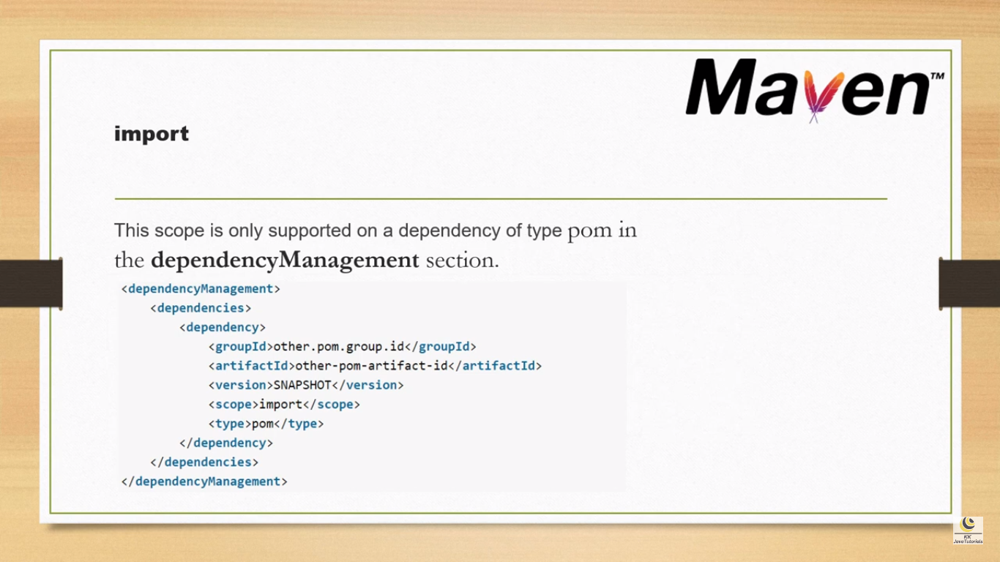 Maven™
import
This scope is only supported on a dependency of type pom in
the dependencyManagement section.
<dependencyManagement>
    <dependencies>
        <dependency>
            <groupId>other.pom.group.id</groupId>
            <artifactId>other-pom-artifact-id</artifactId>
            <version>SNAPSHOT</version>
            <scope>import</scope>
            <type>pom</type>
        </dependency>
    </dependencies>
</dependencyManagement>
KK
JavaTutorials